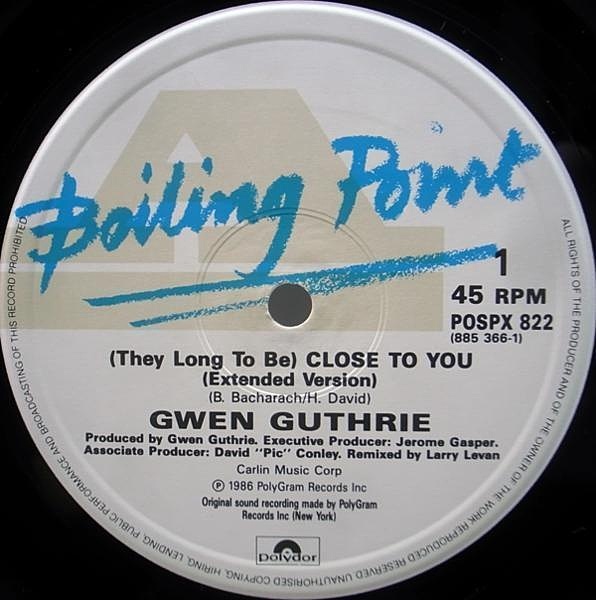 Boiling Point
1
45 RPM
POSPX 822
(885 366-1)
(They Long To Be) CLOSE TO YOU
(Extended Version)
(B. Bacharach/H. David)
GWEN GUTHRIE
Produced by Gwen Guthrie. Executive Producer: Jerome Gasper.
Associate Producer: David "Pic" Conley. Remixed by Larry Levan
Carlin Music Corp
Ⓟ 1986 PolyGram Records Inc
Original sound recording made by PolyGram
Records Inc (New York)
polydor
ALL RIGHTS OF THE PRODUCER AND OF THE OWNER OF THE WORK REPRODUCED RESERVED UNAUTHORISED COPYING, HIRING, LENDING, PUBLIC PERFORMANCE AND BROADCASTING OF THIS RECORD PROHIBITED